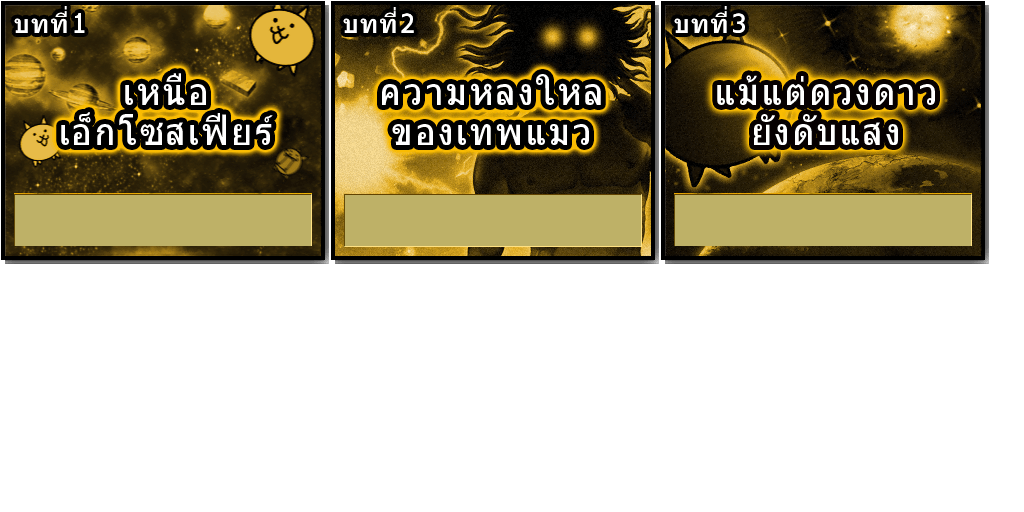 บทที่1
เหนือ
เอ็กโซสเฟียร์
บทที่2
ความหลงใหล
ของเทพแมว
บทที่3
แม้แต่ดวงดาว
ยังดับแสง